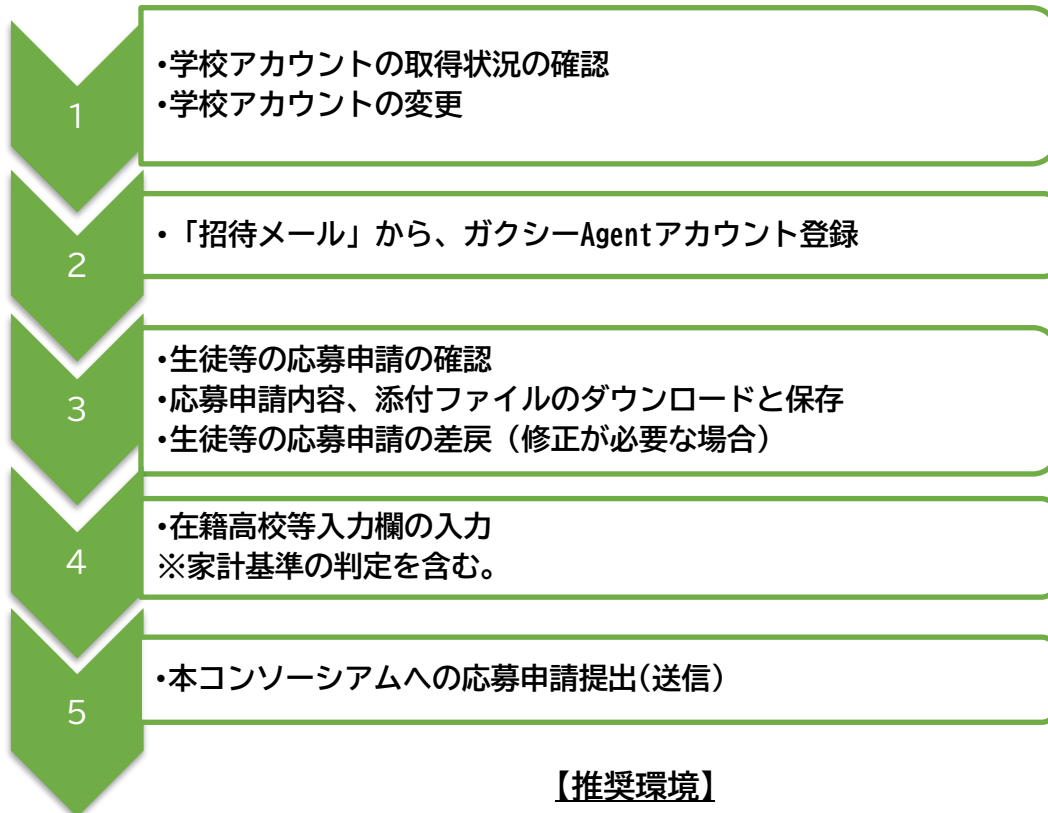 1
・学校アカウントの取得状況の確認
・学校アカウントの変更
2
・「招待メール」から、ガクシーAgentアカウント登録
3
・生徒等の応募申請の確認
・応募申請内容、添付ファイルのダウンロードと保存
・生徒等の応募申請の差戻（修正が必要な場合）
4
・在籍高校等入力欄の入力
※家計基準の判定を含む。
5
・本コンソーシアムへの応募申請提出(送信）
【推奨環境】